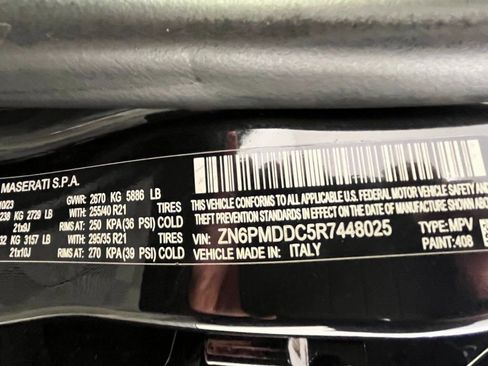 MASERATI S.P.A.
10/23 GWR: 2670 KG 5886 LB
238 KG 2729 LB WITH: 255/40 R21 TIRES
21x9J RIMS AT: 250 KPA (36 PSI) COLD
32 KG 3157 LB WITH: 295/35 R21 TIRES
21x10J RIMS AT: 270 KPA (39 PSI) COLD
THIS VEHICLE CONFORMS TO ALL APPLICABLE FEDERAL MOTOR VEHICLE SAFETY AND
THEFT PREVENTION STANDARDS IN EFFECT ON THE DATE OF MANUFACTURE SHOWN
VIN: ZN6PMDDC5R7448025 TYPE: MPV
VEHICLE MADE IN: ITALY PAINT: 408